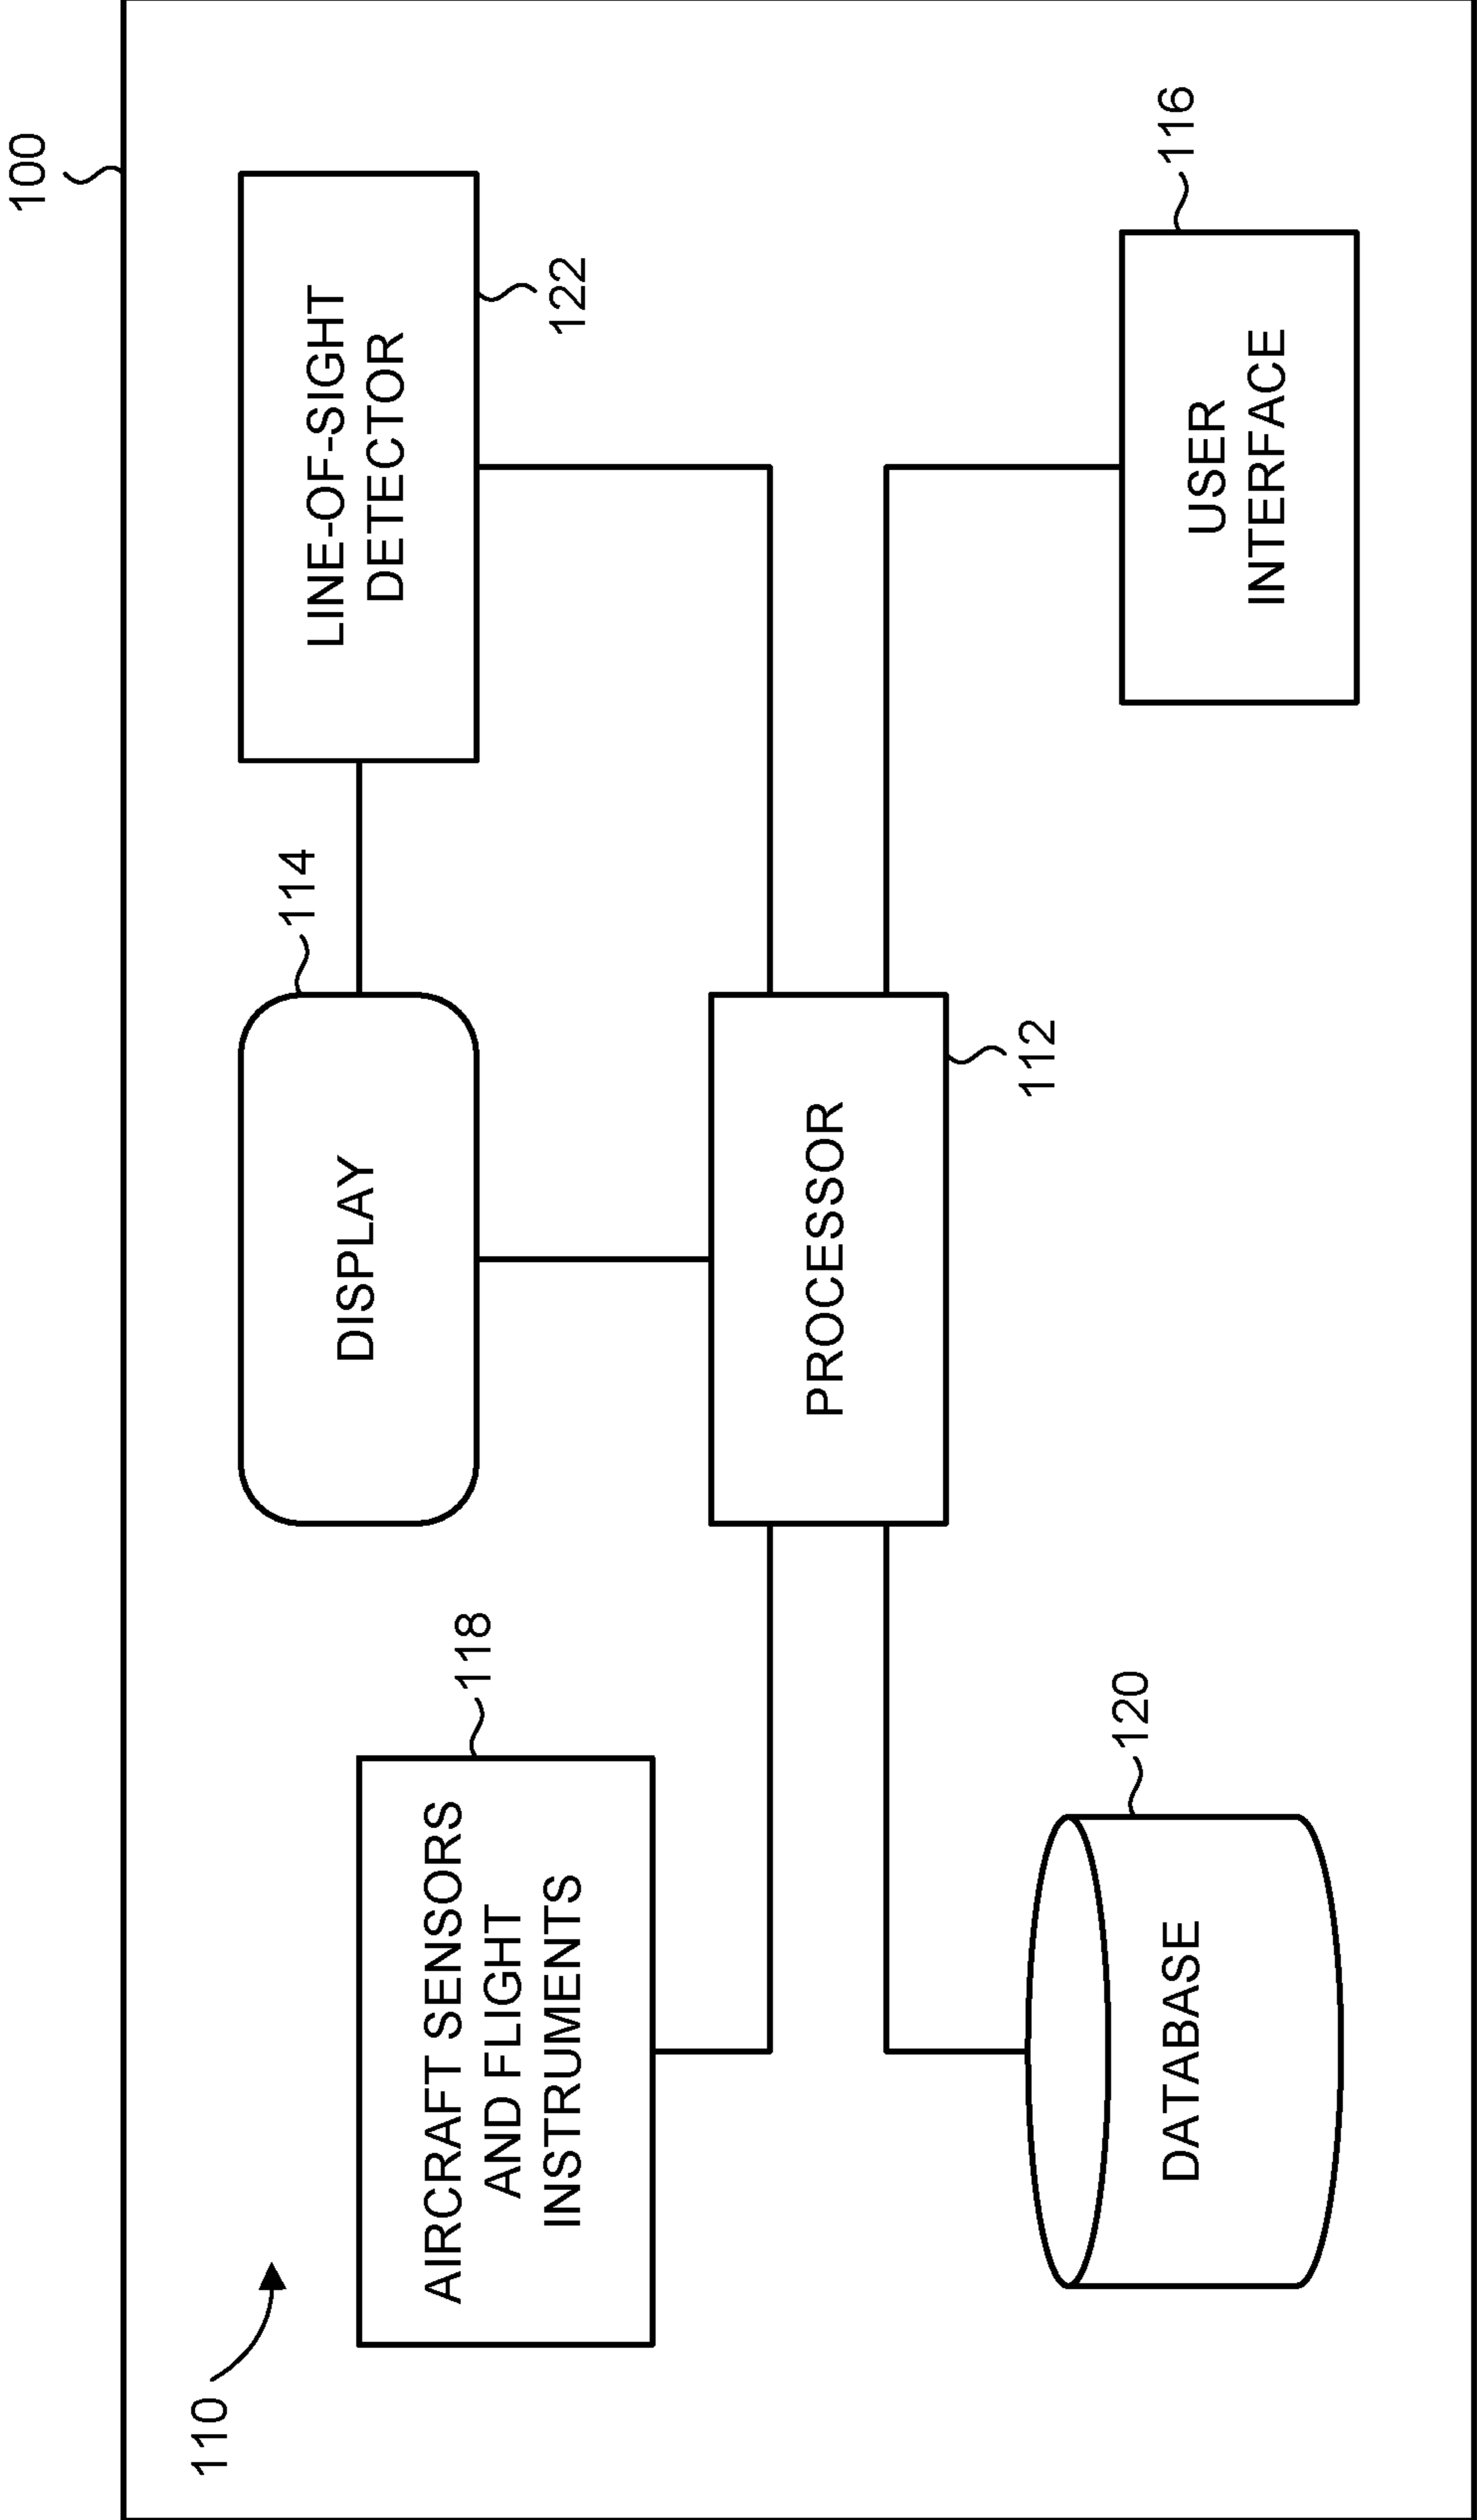 100
110
DISPLAY
114
LINE-OF-SIGHT
DETECTOR
122
AIRCRAFT SENSORS
AND FLIGHT
INSTRUMENTS
118
PROCESSOR
112
DATABASE
120
USER
INTERFACE
116